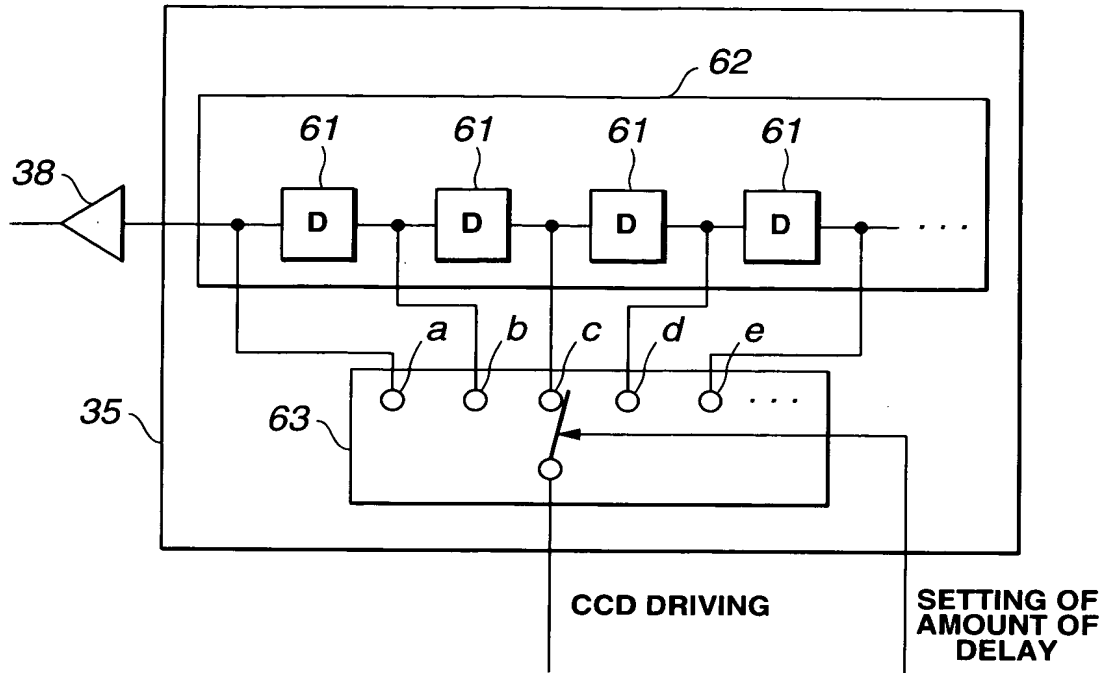 62
61 61 61 61
38
D D D D . . .
a b c d e
. . .
35
63
CCD DRIVING
SETTING OF
AMOUNT OF
DELAY